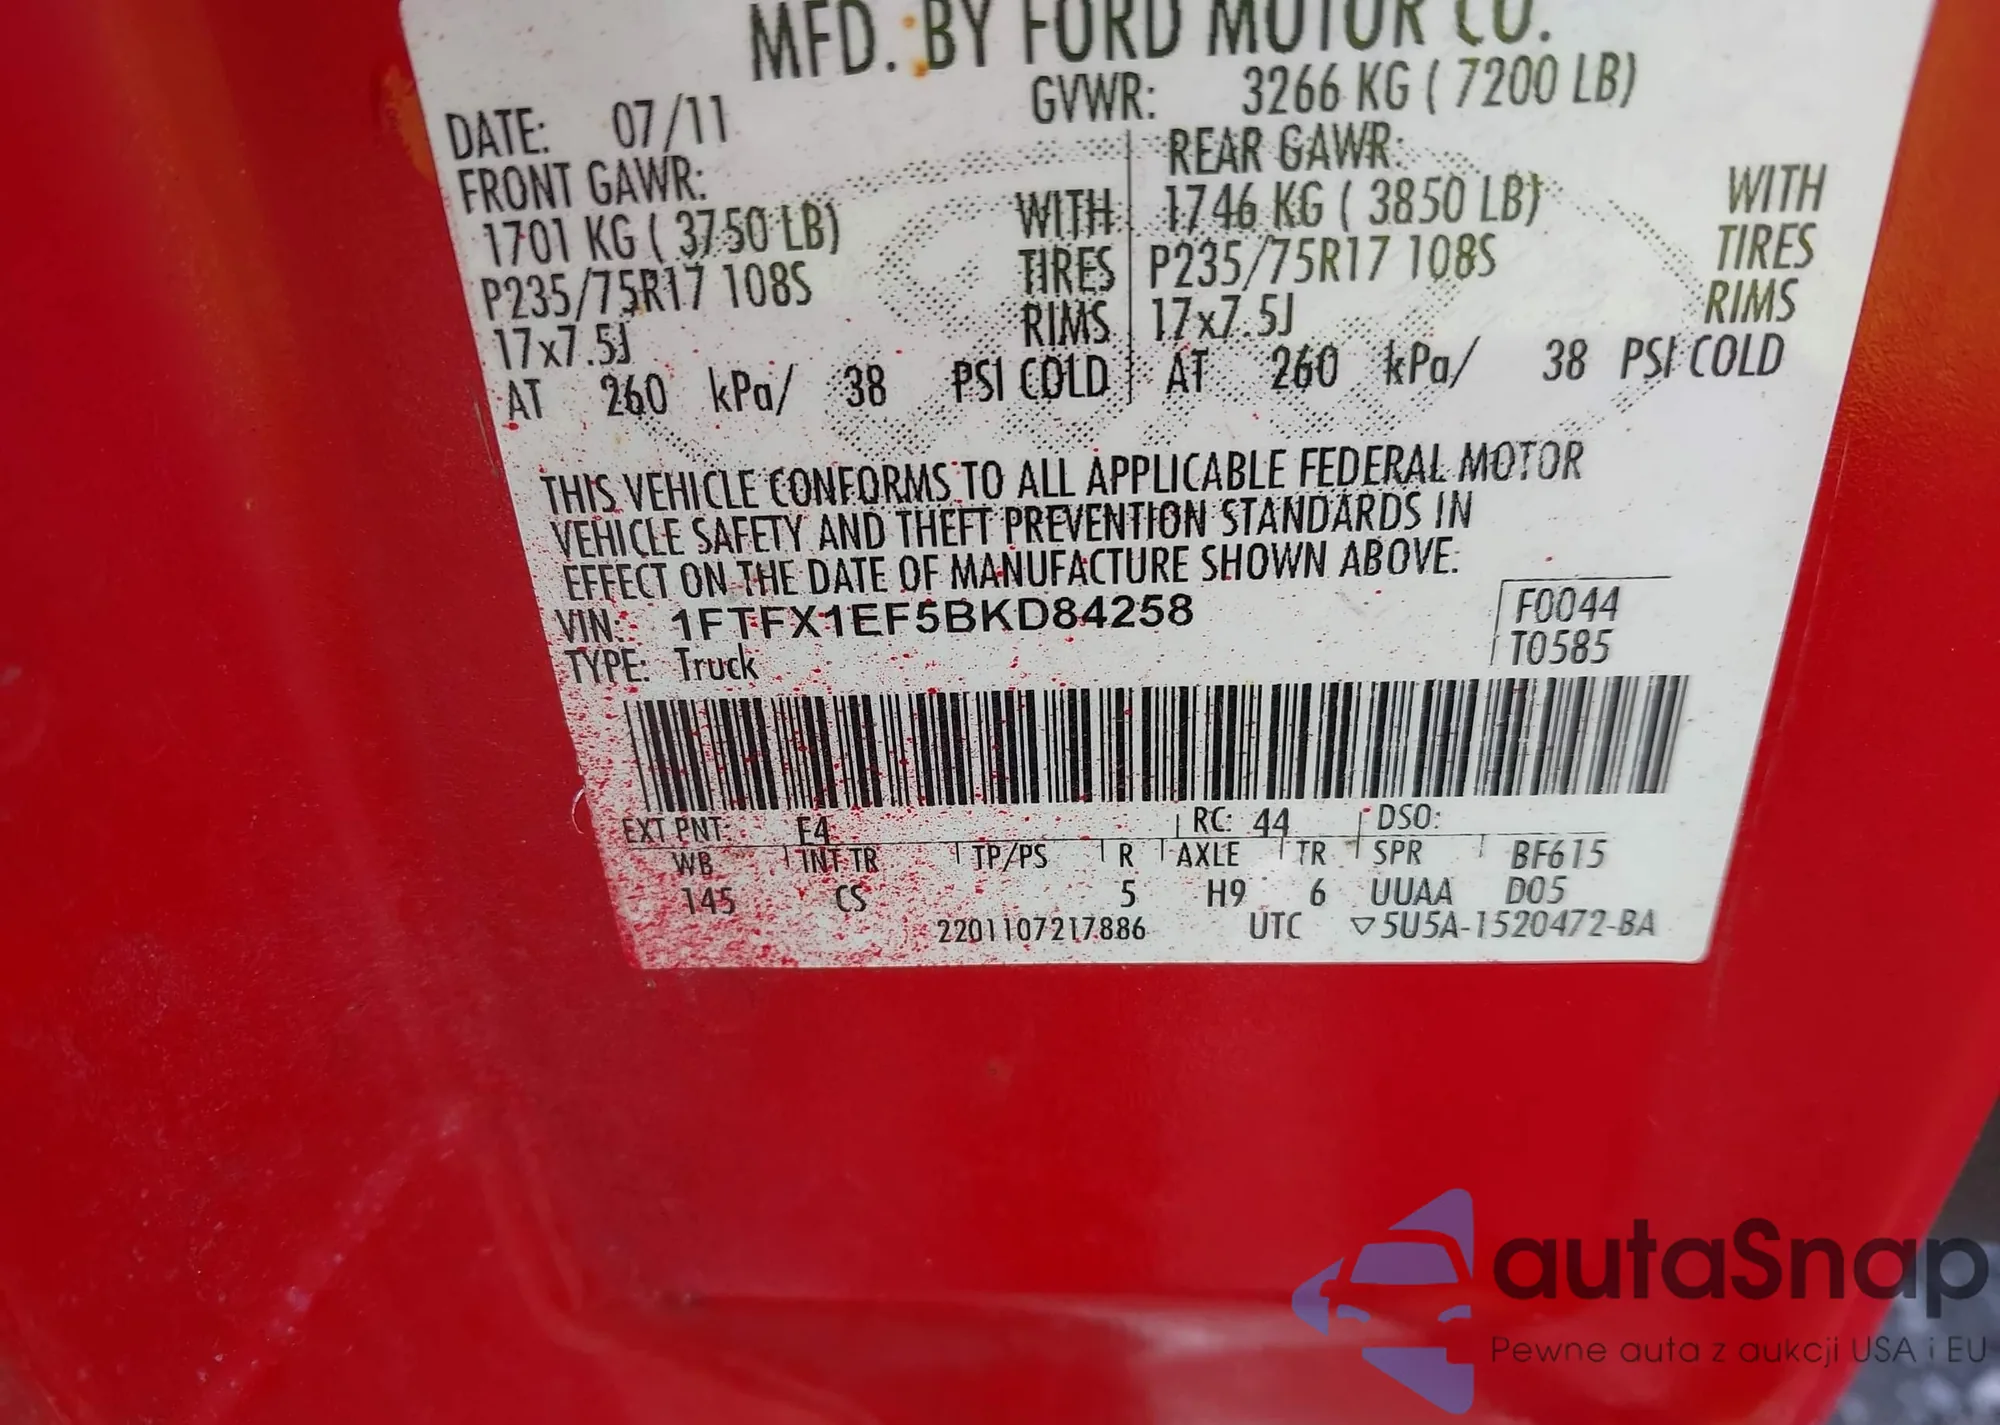 MFD. BY FORD MOTOR CO.
DATE: 07/11 GVWR: 3266 KG ( 7200 LB)
FRONT GAWR: REAR GAWR:
1701 KG ( 3750 LB) WITH 1746 KG ( 3850 LB) WITH
P235/75R17 108S TIRES P235/75R17 108S TIRES
17x7.5J RIMS 17x7.5J RIMS
AT 260 kPa/ 38 PSI COLD AT 260 kPa/ 38 PSI COLD
THIS VEHICLE CONFORMS TO ALL APPLICABLE FEDERAL MOTOR
VEHICLE SAFETY AND THEFT PREVENTION STANDARDS IN
EFFECT ON THE DATE OF MANUFACTURE SHOWN ABOVE.
VIN: 1FTFX1EF5BKD84258 F0044
TYPE: Truck T0585
EXT PNT: E4 RC: 44 DSO:
WB INT TR TP/PS R AXLE TR SPR BF615
145 CS 5 H9 6 UUAA D05
2201107217886 UTC ▽5U5A-1520472-BA
autaSnap
Pewne auta z aukcji USA i EU